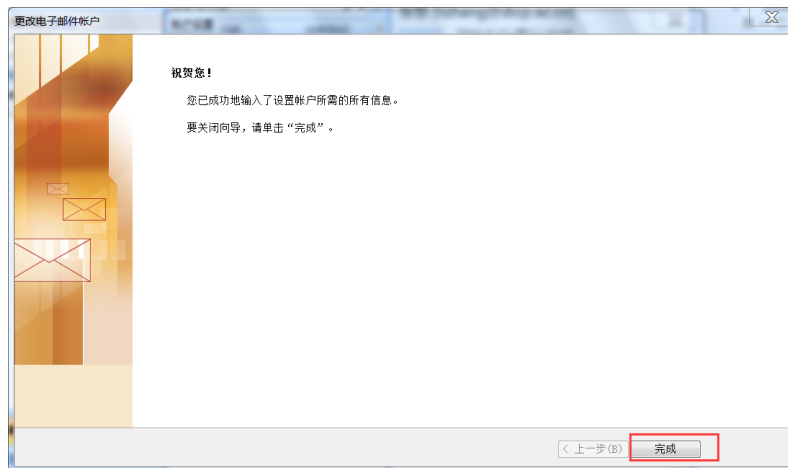 更改电子邮件帐户
祝贺您!
您已成功地输入了设置帐户所需的所有信息。
要关闭向导，请单击“完成”。
< 上一步(B)
完成